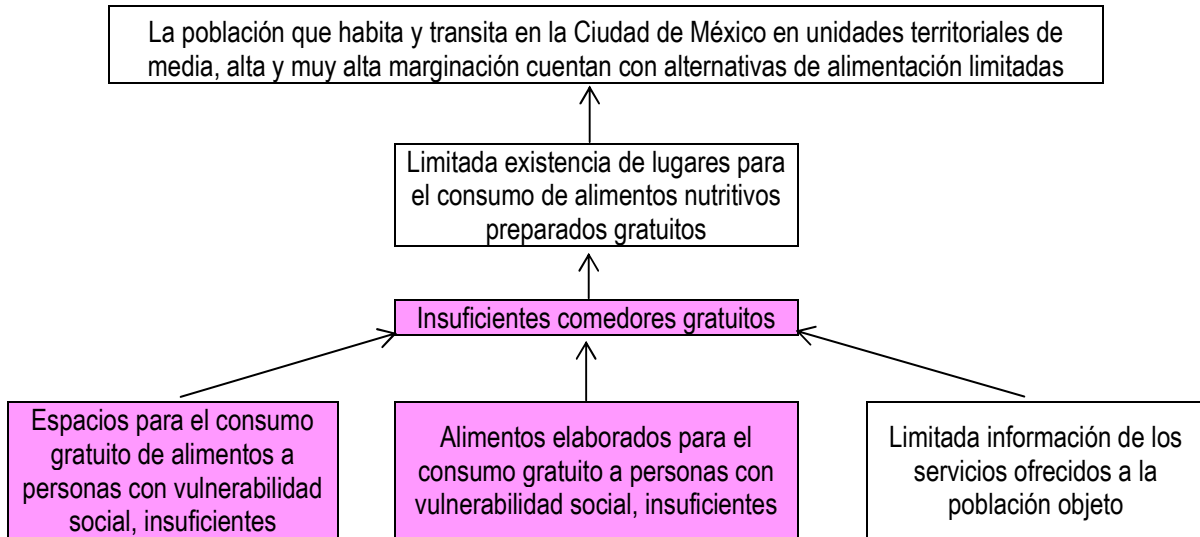 La población que habita y transita en la Ciudad de México en unidades territoriales de
media, alta y muy alta marginación cuentan con alternativas de alimentación limitadas
Limitada existencia de lugares para
el consumo de alimentos nutritivos
preparados gratuitos
Insuficientes comedores gratuitos
Espacios para el consumo
gratuito de alimentos a
personas con vulnerabilidad
social, insuficientes
Alimentos elaborados para el
consumo gratuito a personas con
vulnerabilidad social, insuficientes
Limitada información de los
servicios ofrecidos a la
población objeto